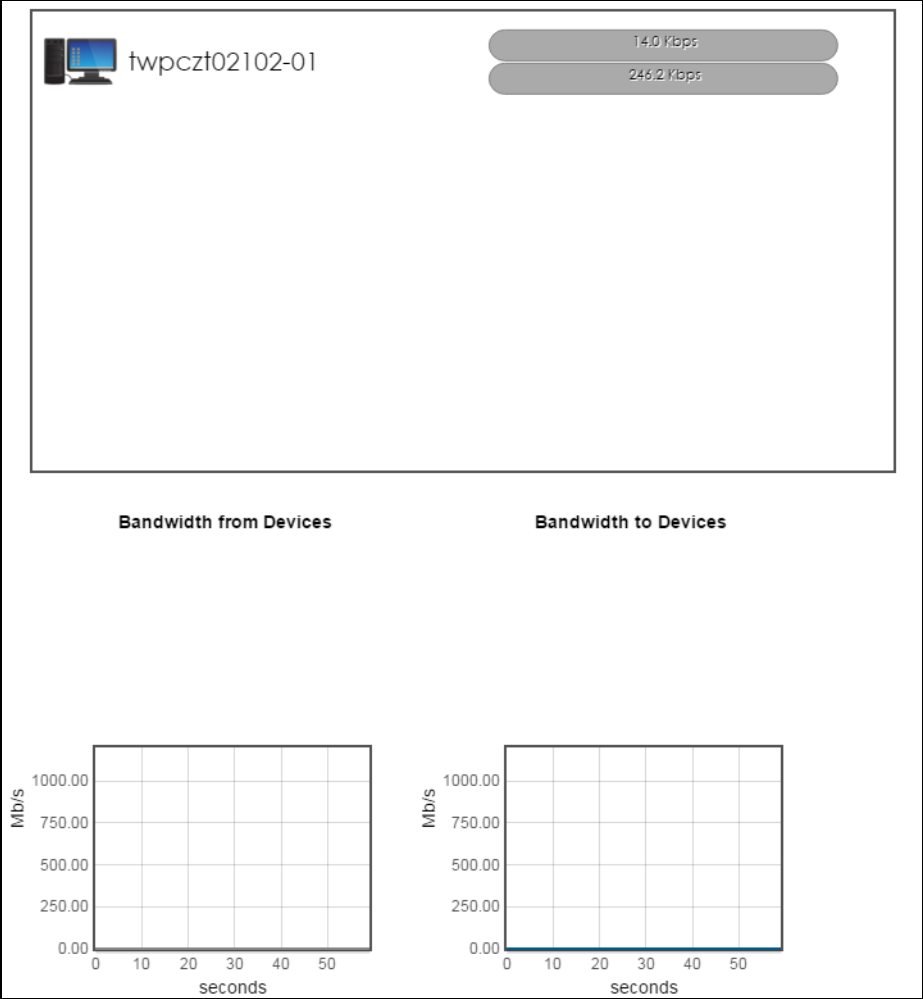 twpczt02102-01
14.0 Kbps
246.2 Kbps
Bandwidth from Devices
Bandwidth to Devices
Mb/s
1000.00
750.00
500.00
250.00
0.00
0 10 20 30 40 50
seconds
Mb/s
1000.00
750.00
500.00
250.00
0.00
0 10 20 30 40 50
seconds